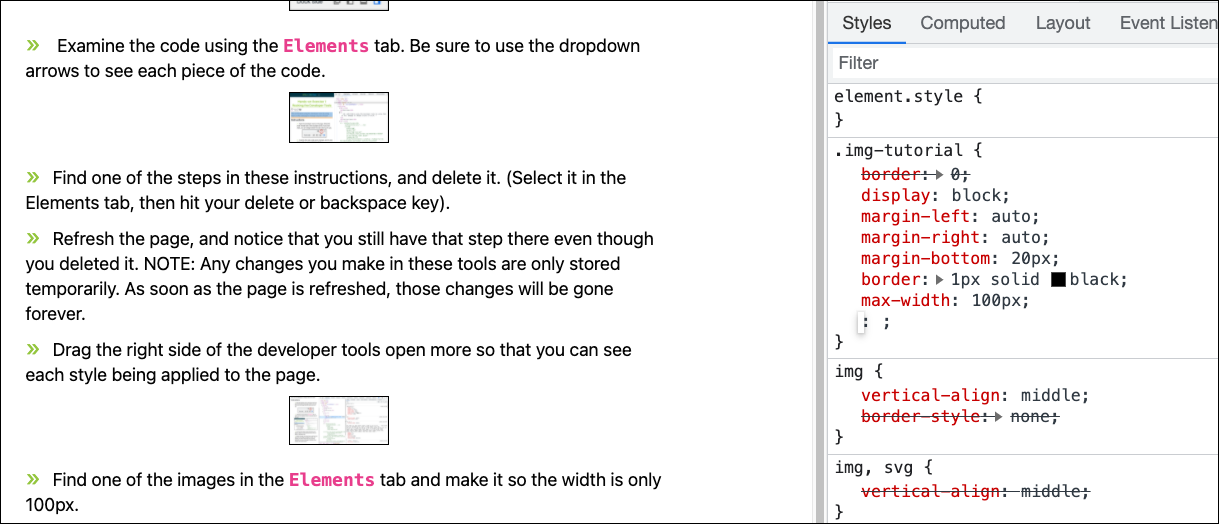 » Examine the code using the Elements tab. Be sure to use the dropdown
arrows to see each piece of the code.
» Find one of the steps in these instructions, and delete it. (Select it in the
Elements tab, then hit your delete or backspace key).
» Refresh the page, and notice that you still have that step there even though
you deleted it. NOTE: Any changes you make in these tools are only stored
temporarily. As soon as the page is refreshed, those changes will be gone
forever.
» Drag the right side of the developer tools open more so that you can see
each style being applied to the page.
» Find one of the images in the Elements tab and make it so the width is only
100px.
Styles Computed Layout Event Listen
Filter
element.style {
}
.img-tutorial {
border: 0;
display: block;
margin-left: auto;
margin-right: auto;
margin-bottom: 20px;
border: 1px solid black;
max-width: 100px;
: ;
}
img {
vertical-align: middle;
border-style: none;
}
img, svg {
vertical-align: middle;
}